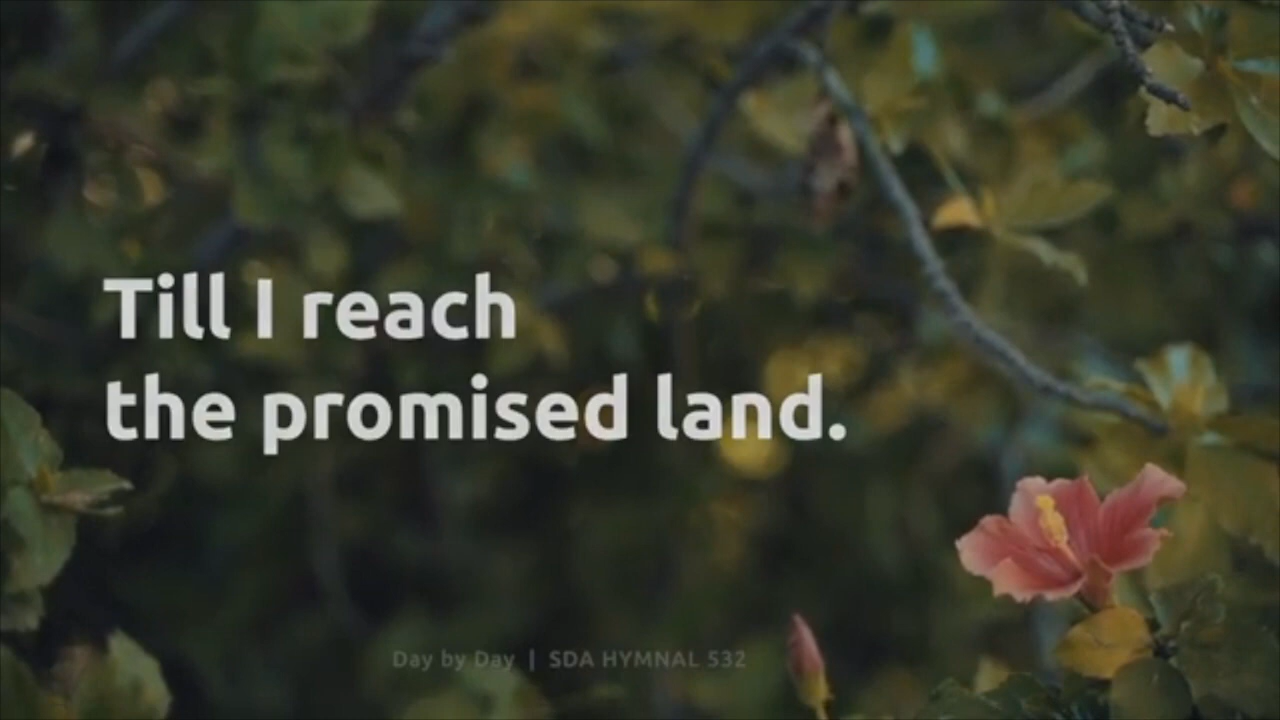 Till I reach
the promised land.
Day by Day | SDA HYMNAL 532